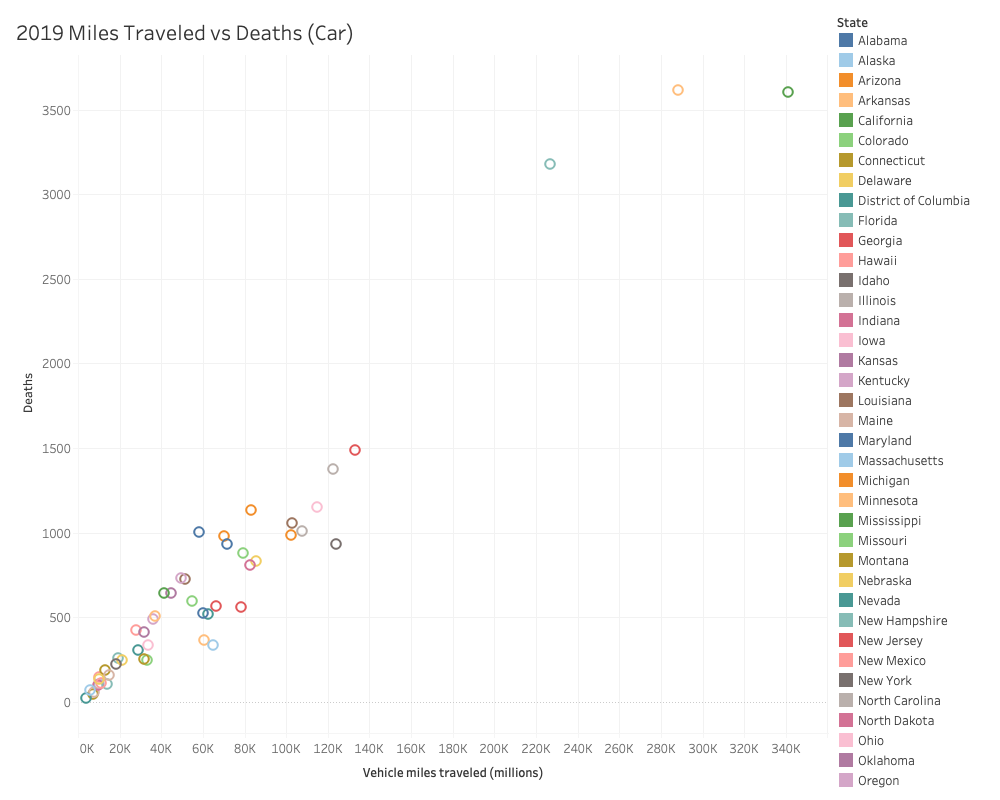 2019 Miles Traveled vs Deaths (Car)
State
Alabama
Alaska
Arizona
Arkansas
California
Colorado
Connecticut
Delaware
District of Columbia
Florida
Georgia
Hawaii
Idaho
Illinois
Indiana
Iowa
Kansas
Kentucky
Louisiana
Maine
Maryland
Massachusetts
Michigan
Minnesota
Mississippi
Missouri
Montana
Nebraska
Nevada
New Hampshire
New Jersey
New Mexico
New York
North Carolina
North Dakota
Ohio
Oklahoma
Oregon
Deaths
3500
3000
2500
2000
1500
1000
500
0
0K 20K 40K 60K 80K 100K 120K 140K 160K 180K 200K 220K 240K 260K 280K 300K 320K 340K
Vehicle miles traveled (millions)